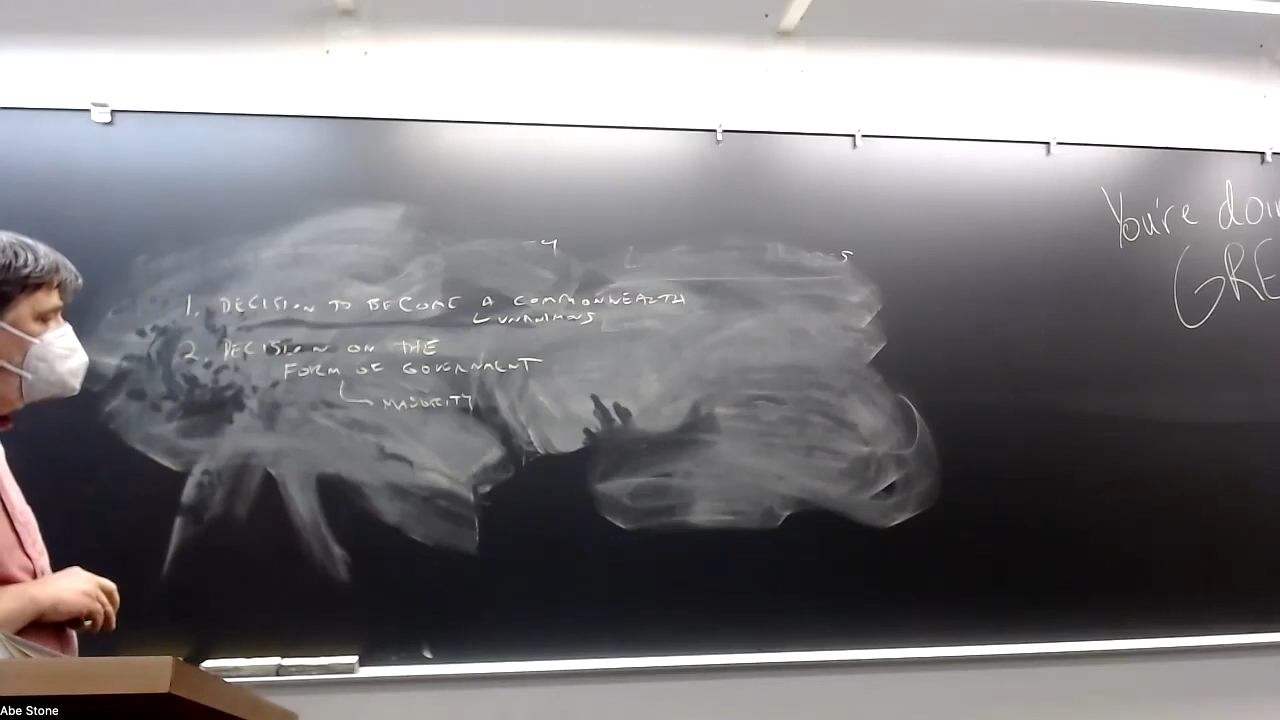 1. DECISION TO BECOME A COMMONWEALTH
UNANIMOUS
2. DECISION ON THE
FORM OF GOVERNMENT
MAJORITY
You're doin
GRE
Abe Stone